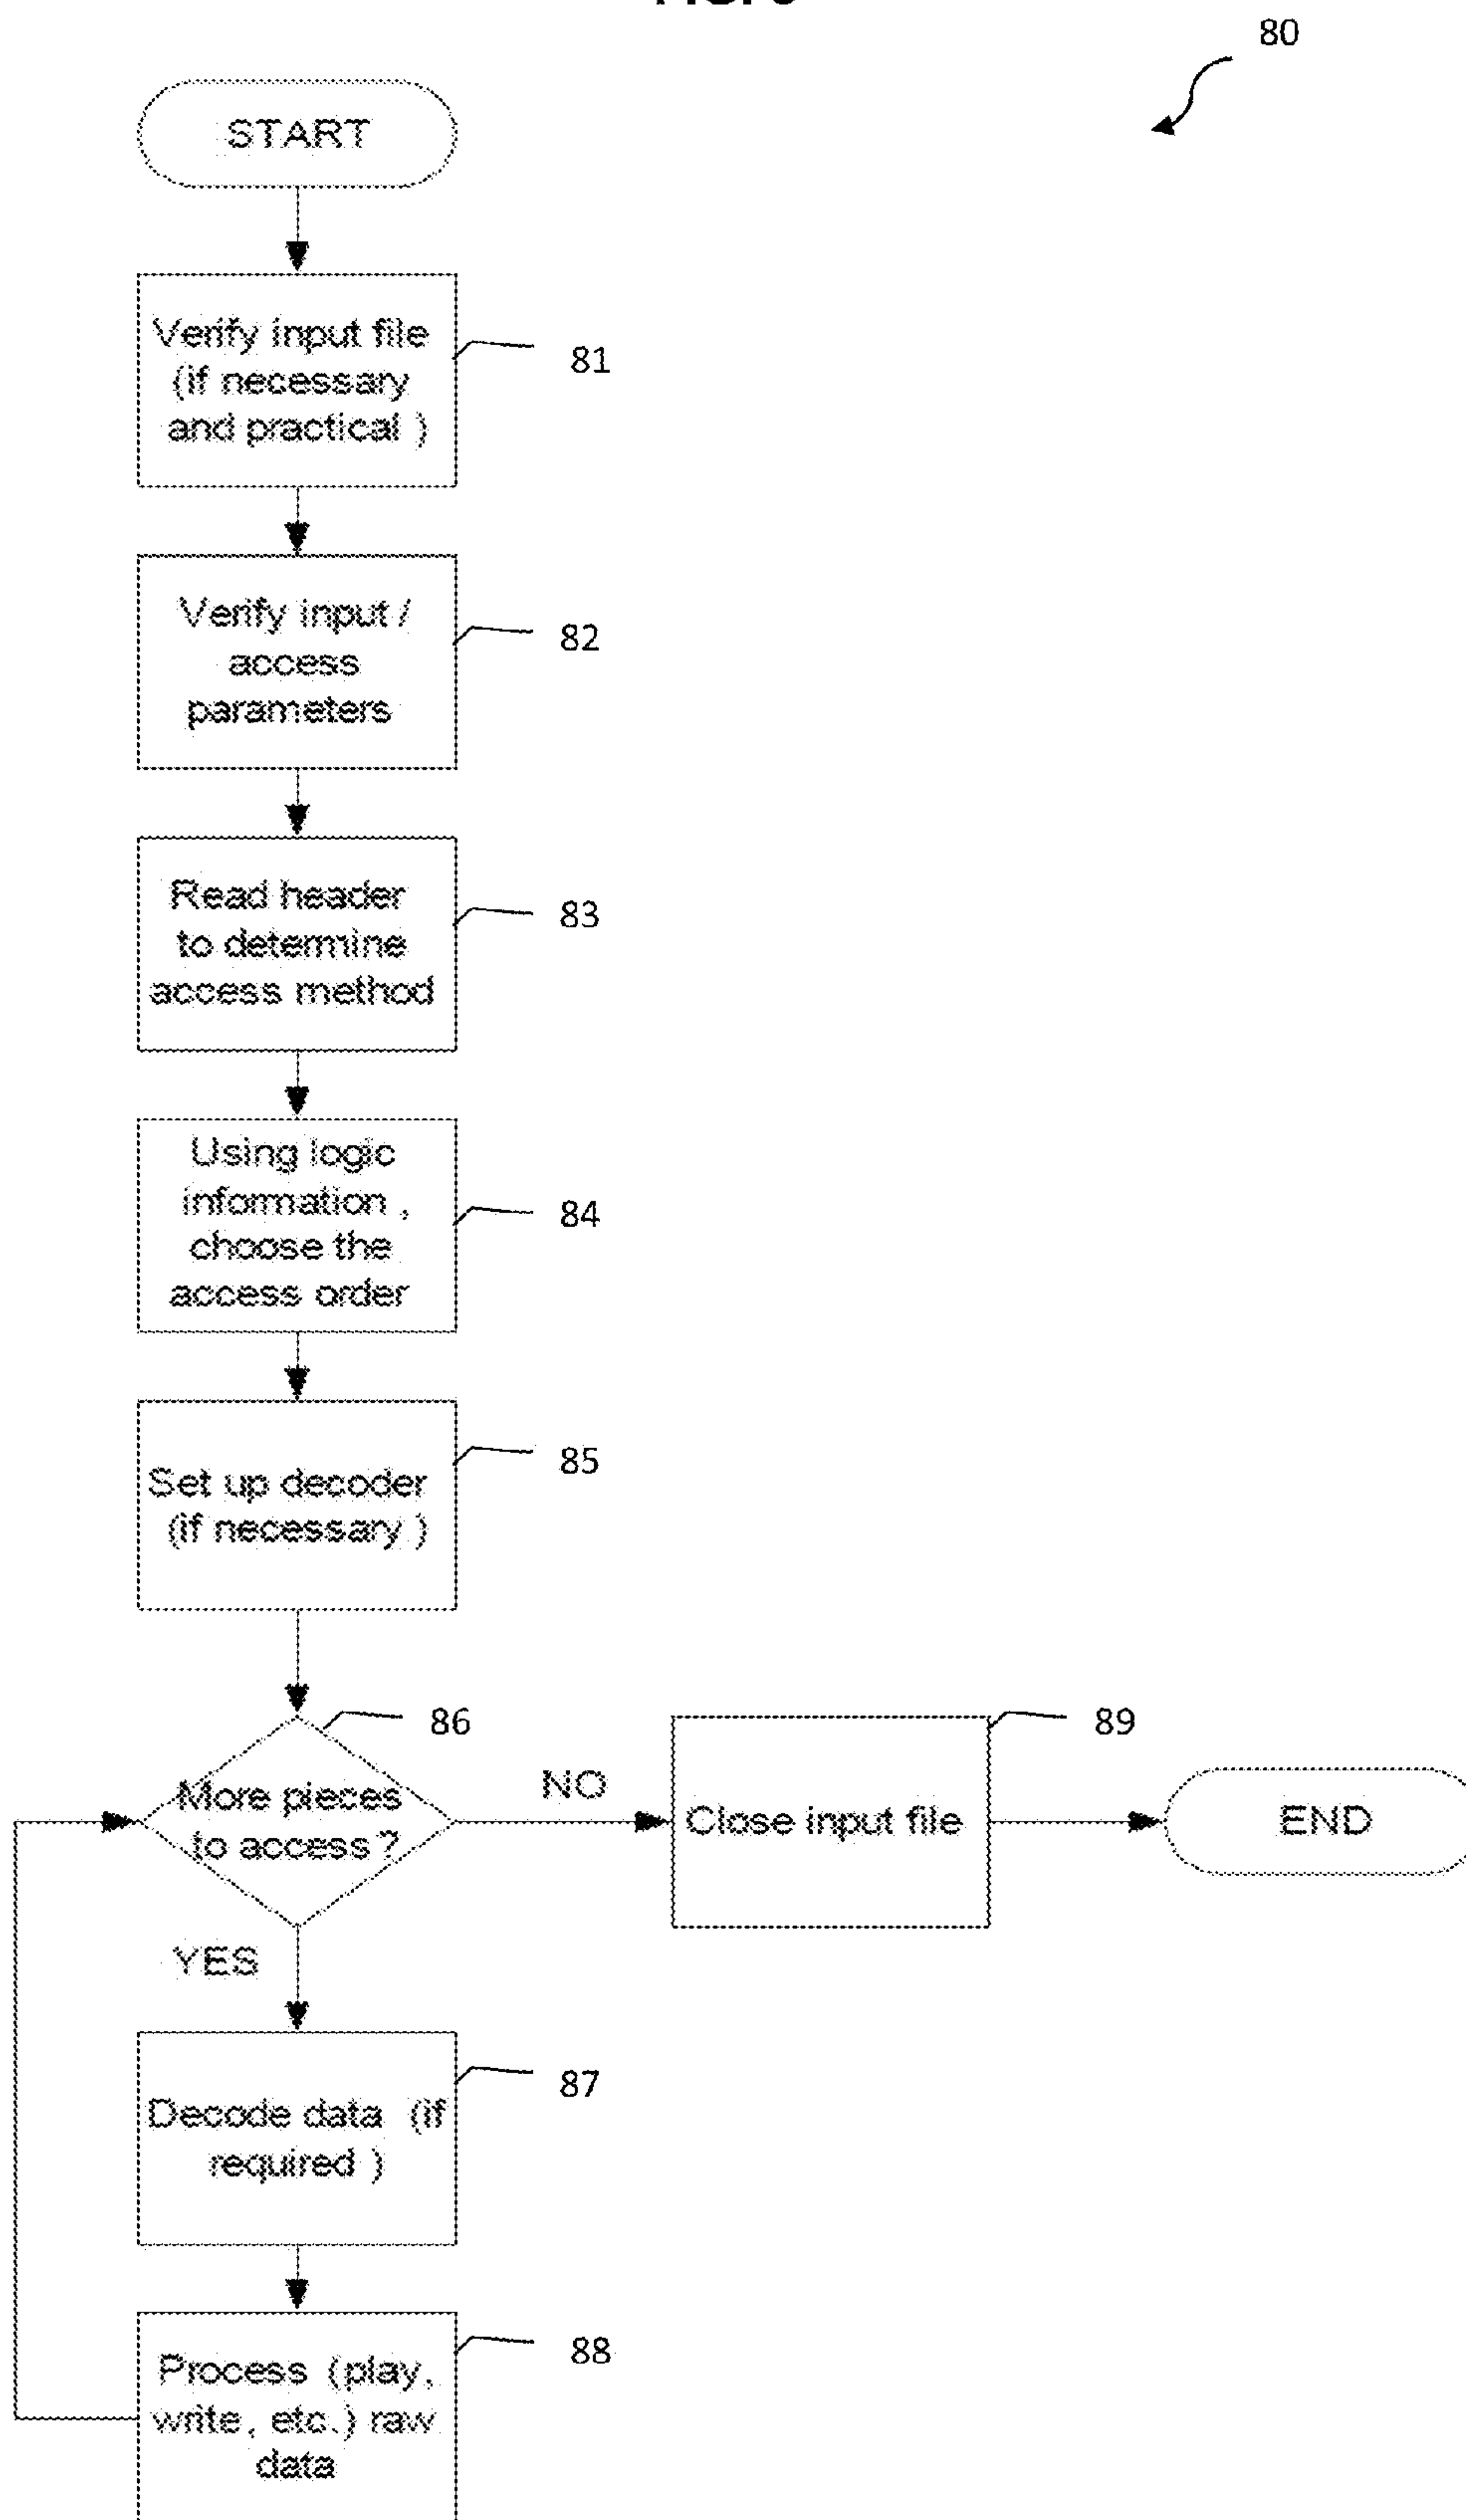 80
START
Verify input file
(if necessary
and practical )
81
Verify input /
access
parameters
82
Read header
to determine
access method
83
Using logic
information ,
choose the
access order
84
Set up decoder
(if necessary )
85
86
More pieces
to access ?
NO
Close input file
89
END
YES
Decode data (if
required )
87
Process (play,
write, etc.) raw
data
88